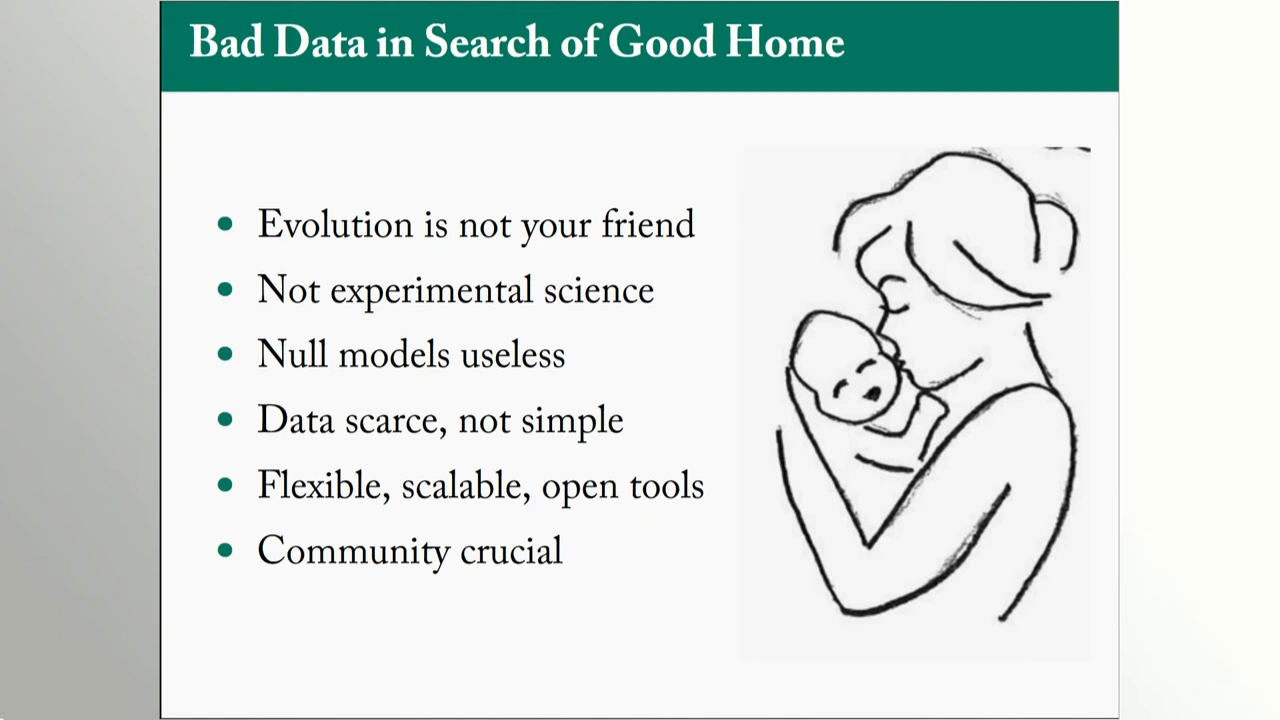 Bad Data in Search of Good Home
• Evolution is not your friend
• Not experimental science
• Null models useless
• Data scarce, not simple
• Flexible, scalable, open tools
• Community crucial